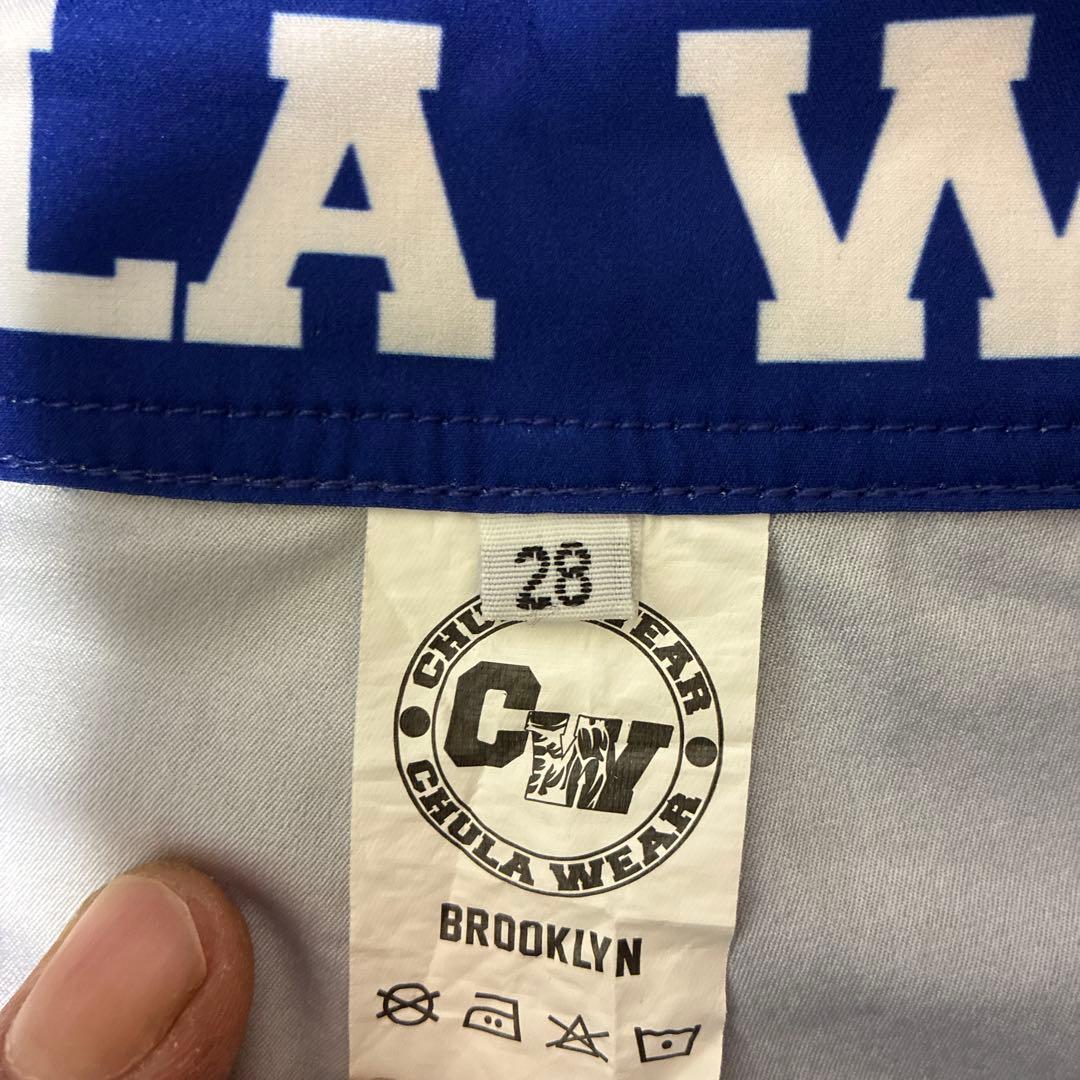 LA W
28
CHULA WEAR
CW
CHULA WEAR
BROOKLYN